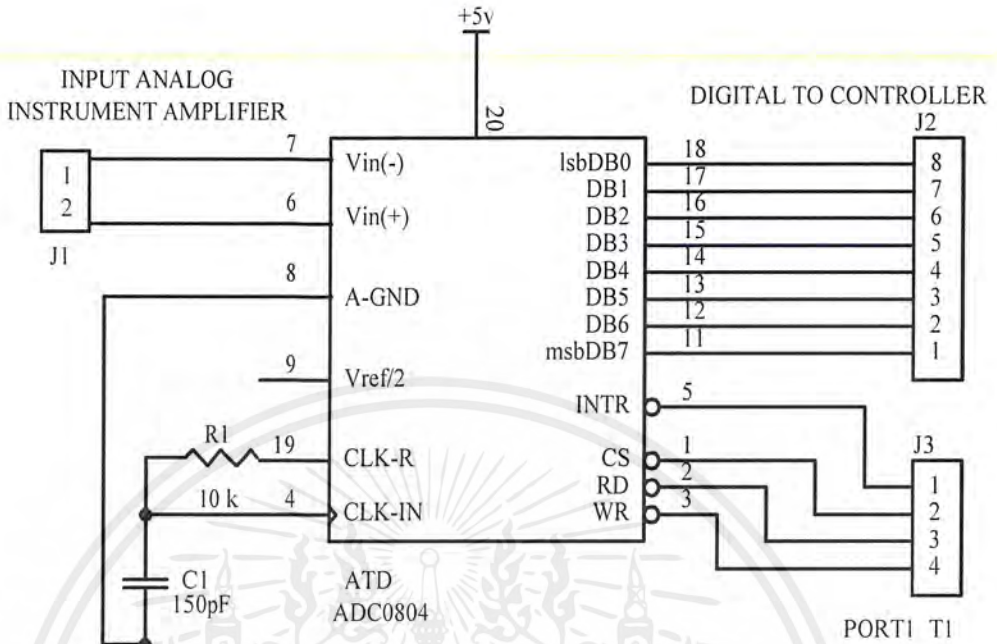 +5v
INPUT ANALOG
INSTRUMENT AMPLIFIER
DIGITAL TO CONTROLLER
J2
20
7
Vin(-)
lsbDB0
18
8
1
DB1
17
7
2
6
Vin(+)
DB2
16
6
J1
DB3
15
5
8
A-GND
DB4
14
4
DB5
13
3
DB6
12
2
9
Vref/2
msbDB7
11
1
INTR
5
R1
19
CLK-R
CS
1
J3
10 k
4
CLK-IN
RD
2
1
WR
3
2
3
4
C1
150pF
ATD
ADC0804
PORT1 T1